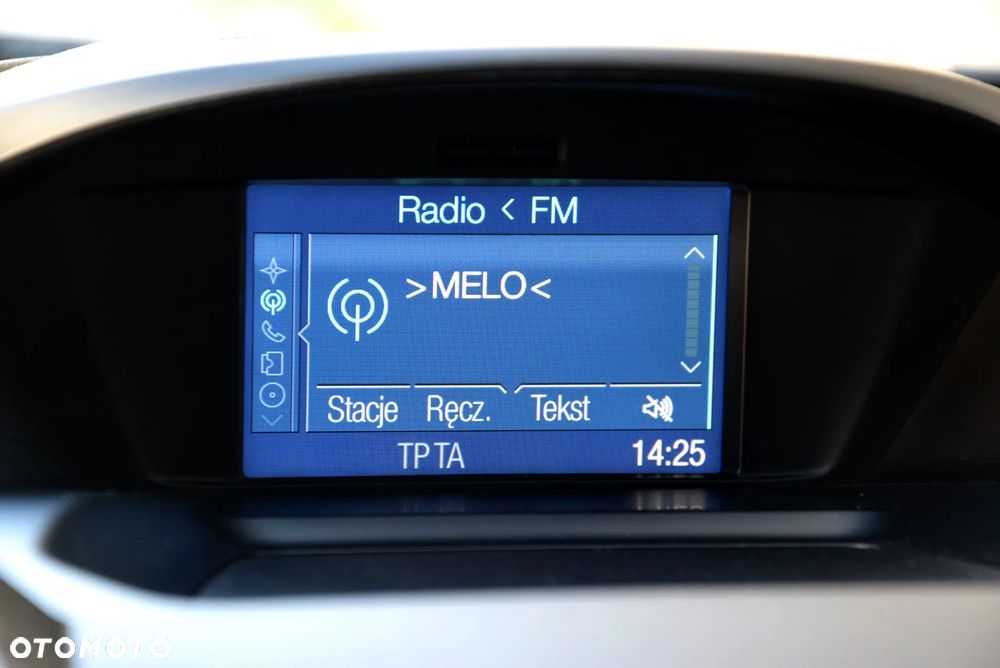 Radio < FM
>MELO<
Stacje Ręcz. Tekst
TP TA 14:25
OTOMOTO